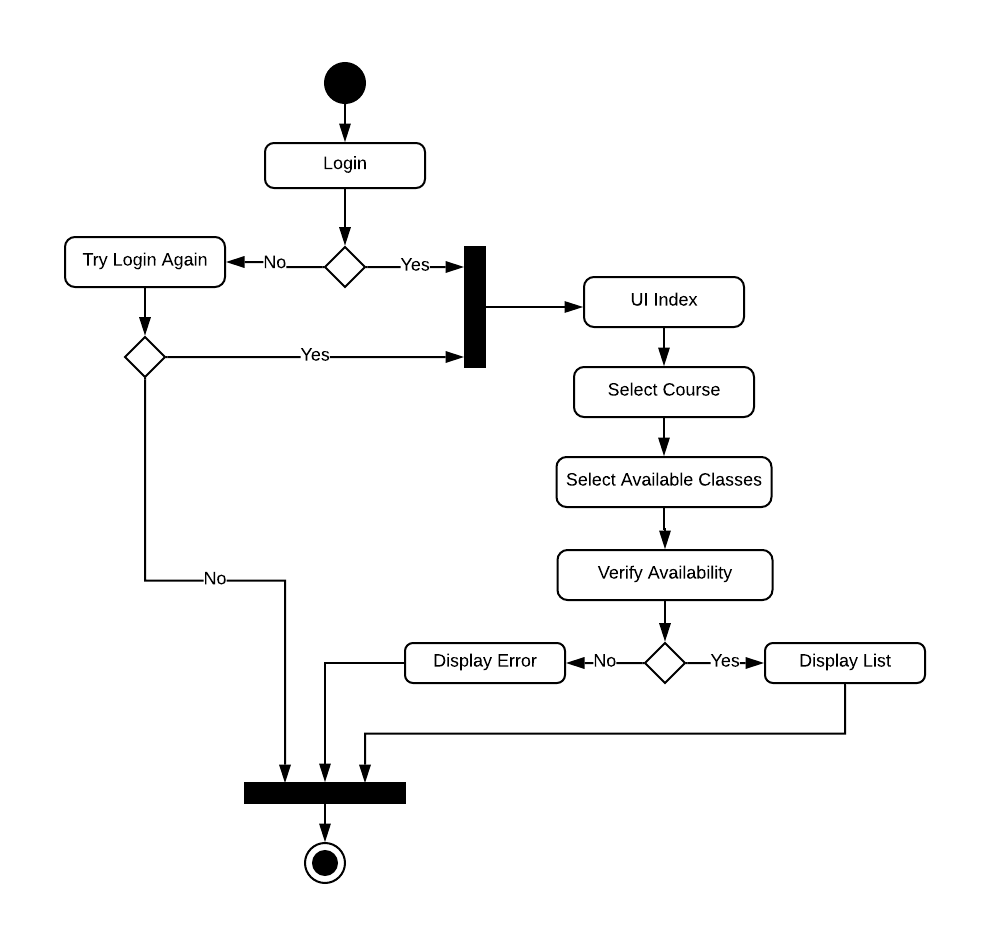 Login
Try Login Again
No
Yes
UI Index
Yes
Select Course
Select Available Classes
Verify Availability
No
Display Error
No
Yes
Display List